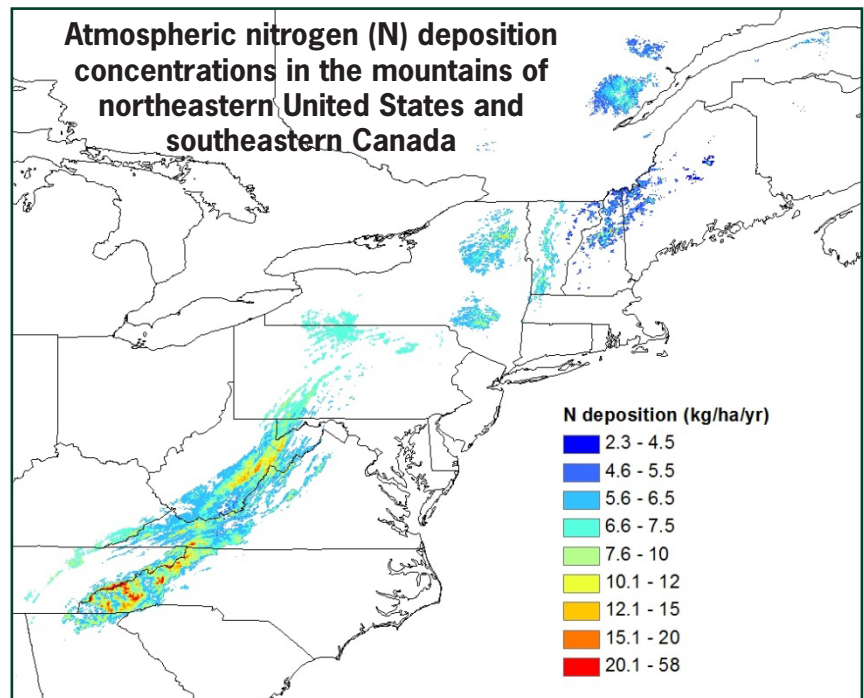 Atmospheric nitrogen (N) deposition
concentrations in the mountains of
northeastern United States and
southeastern Canada
N deposition (kg/ha/yr)
2.3 - 4.5
4.6 - 5.5
5.6 - 6.5
6.6 - 7.5
7.6 - 10
10.1 - 12
12.1 - 15
15.1 - 20
20.1 - 58